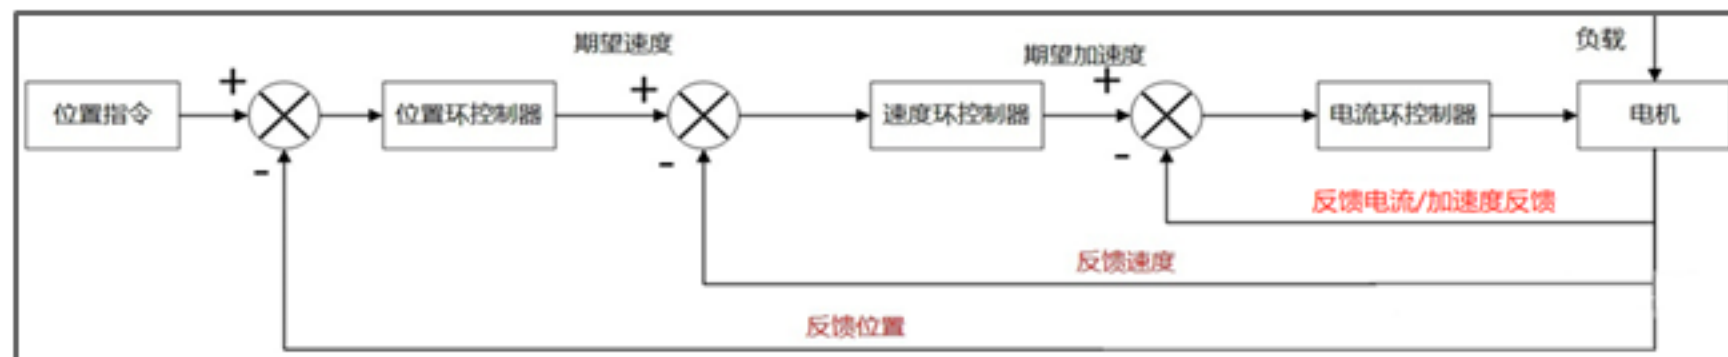 期望速度
期望加速度
负载
+
+
+
位置指令
位置环控制器
速度环控制器
电流环控制器
电机
-
-
-
反馈电流/加速度反馈
反馈速度
反馈位置